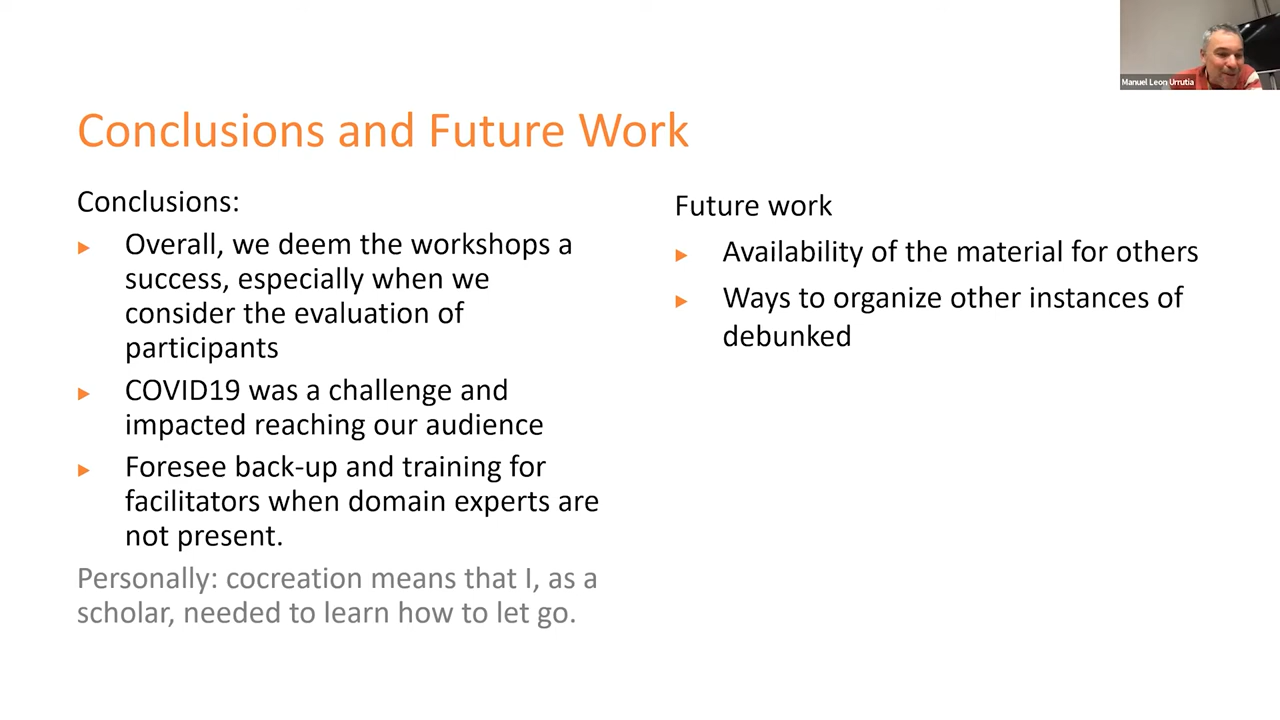 Manuel Leon Urrutia
Conclusions and Future Work
Conclusions:
Overall, we deem the workshops a
success, especially when we
consider the evaluation of
participants
COVID19 was a challenge and
impacted reaching our audience
Foresee back-up and training for
facilitators when domain experts are
not present.
Personally: cocreation means that I, as a
scholar, needed to learn how to let go.
Future work
Availability of the material for others
Ways to organize other instances of
debunked